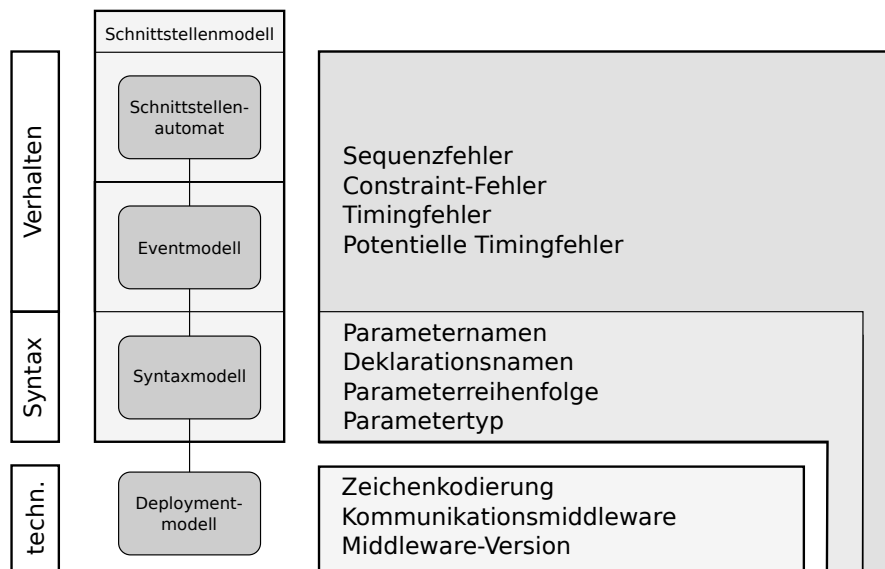 Schnittstellenmodell
Verhalten
Schnittstellen-
automat
Eventmodell
Sequenzfehler
Constraint-Fehler
Timingfehler
Potentielle Timingfehler
Syntax
Syntaxmodell
Parameternamen
Deklarationsnamen
Parameterreihenfolge
Parametertyp
techn.
Deployment-
modell
Zeichenkodierung
Kommunikationsmiddleware
Middleware-Version